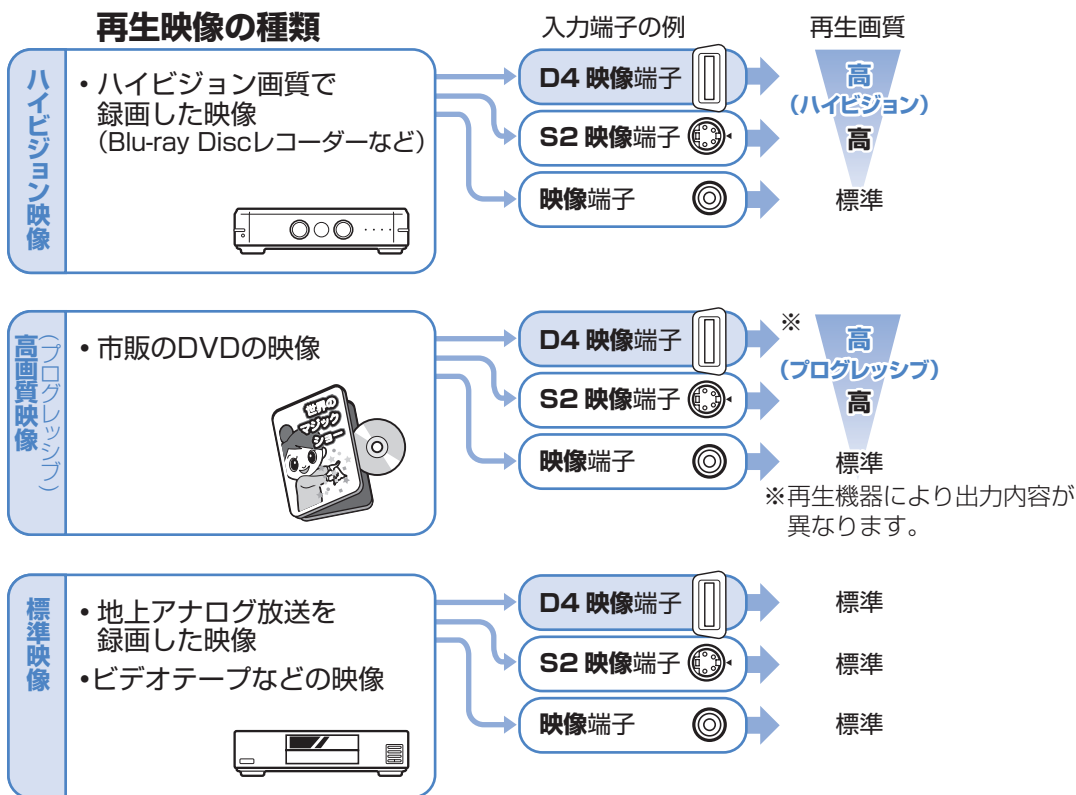 再生映像の種類
入力端子の例
再生画質
ハイビジョン映像
・ハイビジョン画質で
録画した映像
（Blu-ray Discレコーダーなど）
D4 映像端子
高
（ハイビジョン）
S2 映像端子
高
映像端子
標準
高画質映像
（プログレッシブ）
・市販のDVDの映像
世界の
マジック
ショー
D4 映像端子
※
高
（プログレッシブ）
S2 映像端子
高
映像端子
標準
※再生機器により出力内容が
異なります。
標準映像
・地上アナログ放送を
録画した映像
・ビデオテープなどの映像
D4 映像端子
標準
S2 映像端子
標準
映像端子
標準